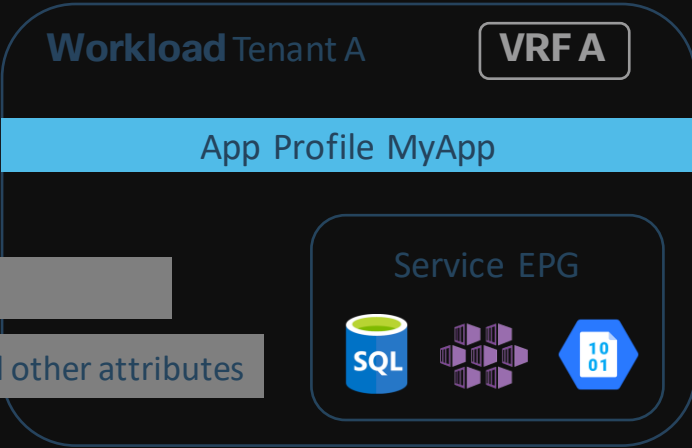 Workload Tenant A
VRF A
App Profile MyApp
Service EPG
other attributes
SQL
10
01